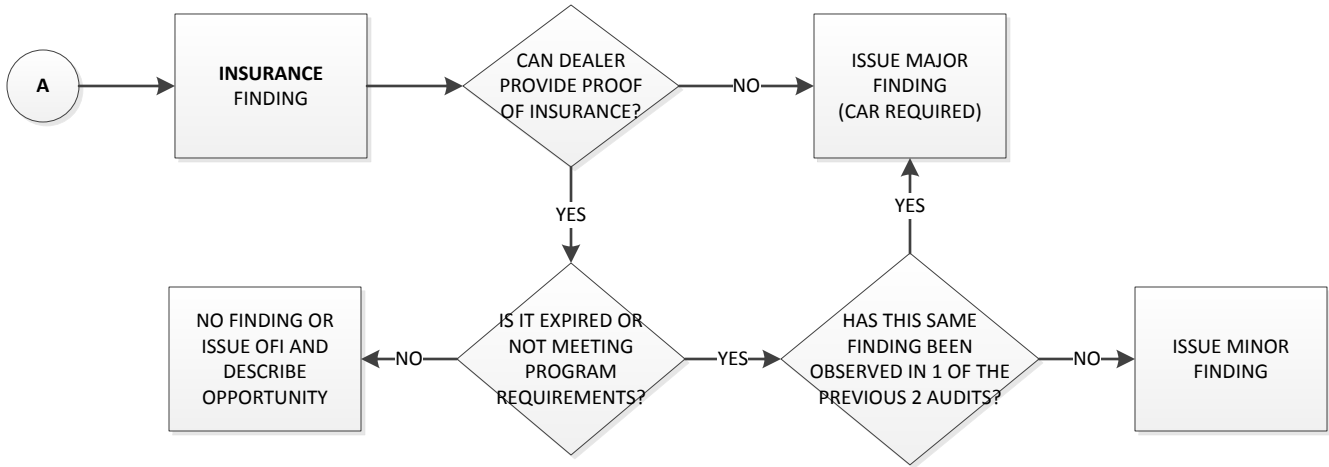 A
INSURANCE
FINDING
CAN DEALER
PROVIDE PROOF
OF INSURANCE?
NO
ISSUE MAJOR
FINDING
(CAR REQUIRED)
YES
YES
NO FINDING OR
ISSUE OFI AND
DESCRIBE
OPPORTUNITY
NO
IS IT EXPIRED OR
NOT MEETING
PROGRAM
REQUIREMENTS?
YES
HAS THIS SAME
FINDING BEEN
OBSERVED IN 1 OF THE
PREVIOUS 2 AUDITS?
NO
ISSUE MINOR
FINDING